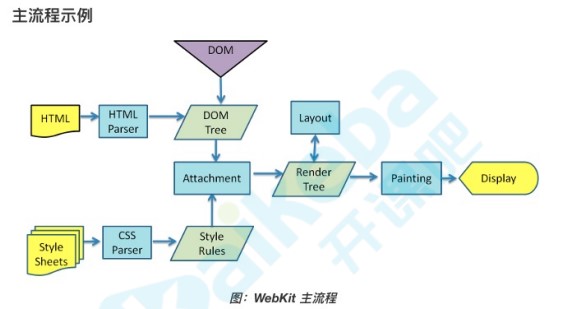 主流程示例
DOM
HTML
HTML
Parser
DOM
Tree
Layout
Attachment
Render
Tree
Painting
Display
Style
Sheets
CSS
Parser
Style
Rules
kaikeba
开课吧
图：WebKit 主流程